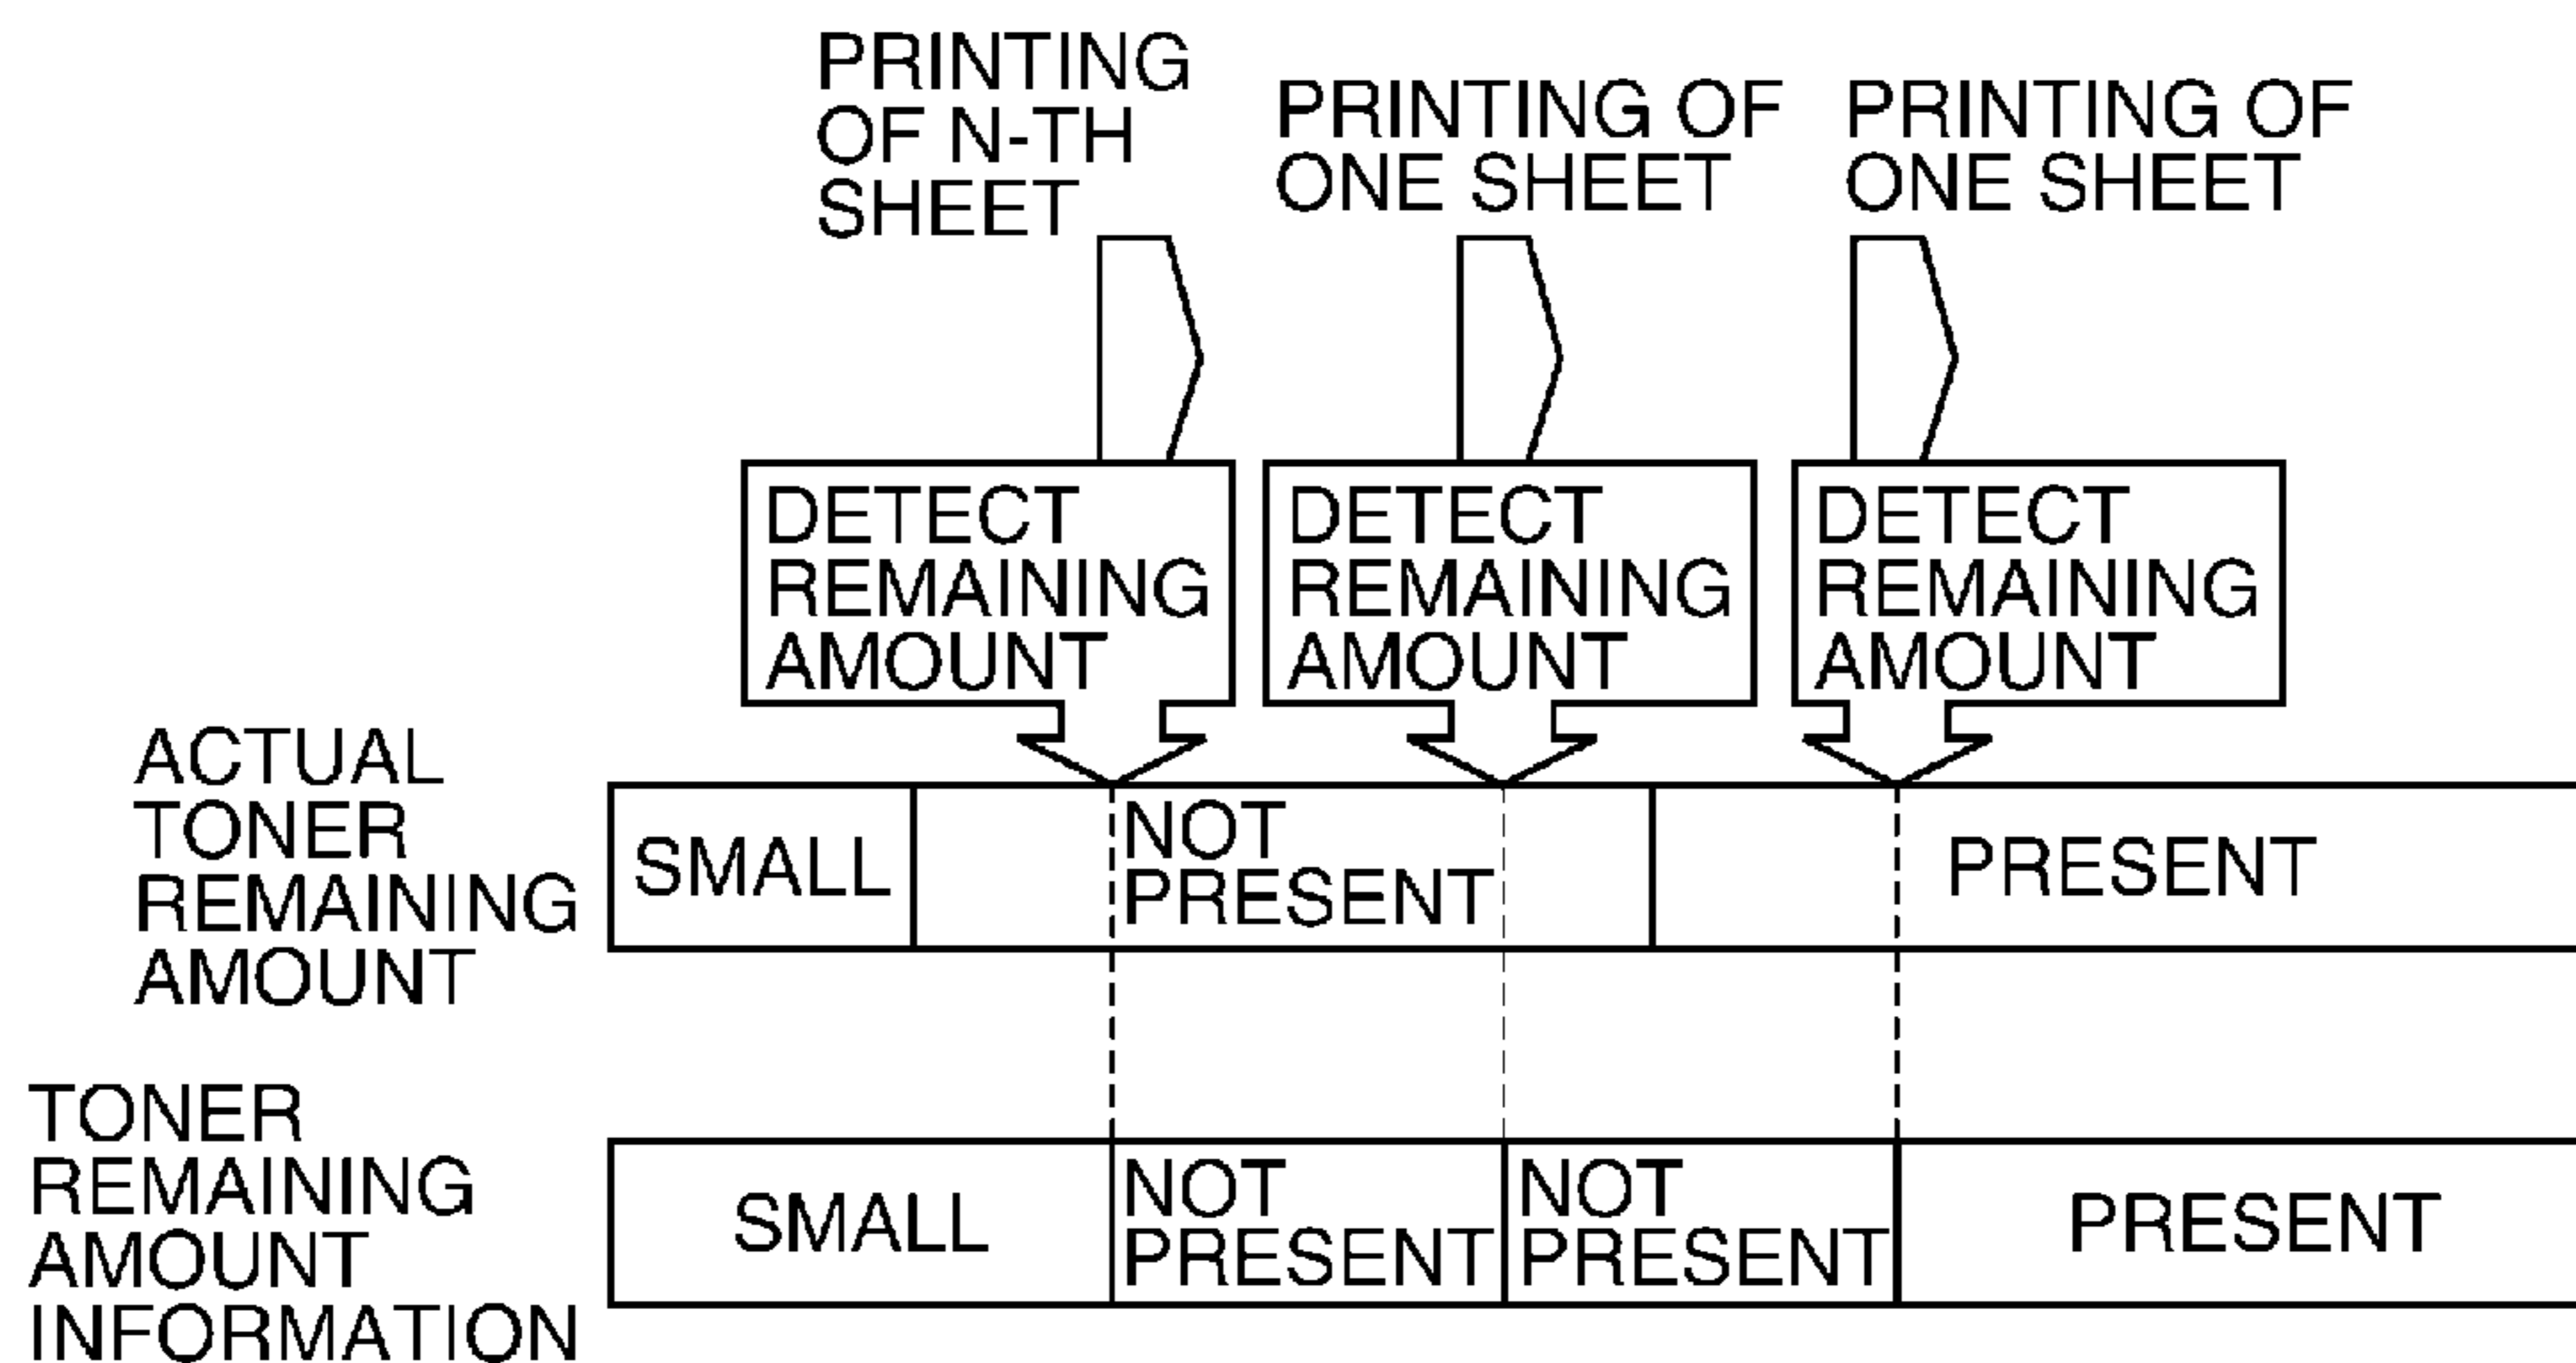 PRINTING
OF N-TH
SHEET
PRINTING OF
ONE SHEET
PRINTING OF
ONE SHEET
DETECT
REMAINING
AMOUNT
DETECT
REMAINING
AMOUNT
DETECT
REMAINING
AMOUNT
ACTUAL
TONER
REMAINING
AMOUNT
SMALL
NOT
PRESENT
PRESENT
TONER
REMAINING
AMOUNT
INFORMATION
SMALL
NOT
PRESENT
NOT
PRESENT
PRESENT